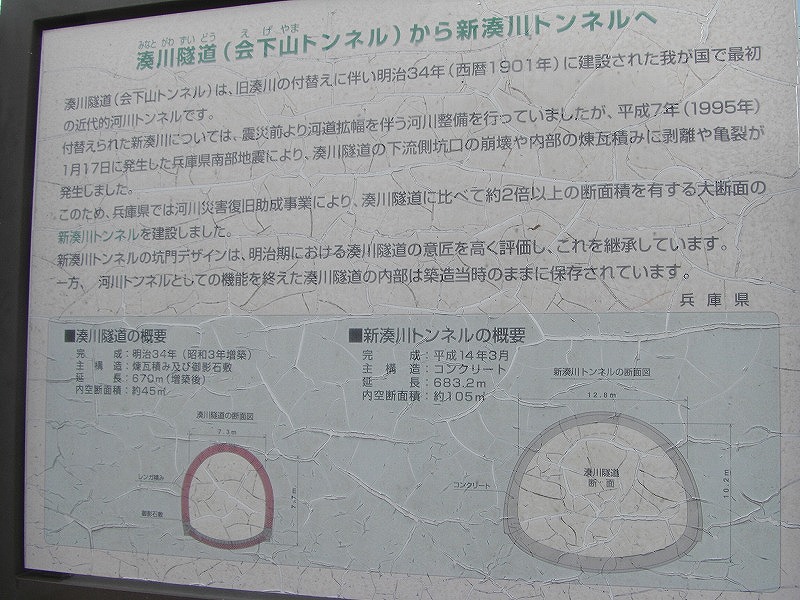 みなと がわ ずい どう え げ やま
湊川隧道(会下山トンネル)から新湊川トンネルへ
湊川隧道(会下山トンネル)は、旧湊川の付替えに伴い明治34年(西暦1901年)に建設された我が国で最初
の近代的河川トンネルです。
付替えられた新湊川については、震災前より河道拡幅を伴う河川整備を行っていましたが、平成7年(1995年)
1月17日に発生した兵庫県南部地震により、湊川隧道の下流側坑口の崩壊や内部の煉瓦積みに剥離や亀裂が
発生しました。
このため、兵庫県では河川災害復旧助成事業により、湊川隧道に比べて約2倍以上の断面積を有する大断面の
新湊川トンネルを建設しました。
新湊川トンネルの坑門デザインは、明治期における湊川隧道の意匠を高く評価し、これを継承しています。
一方、河川トンネルとしての機能を終えた湊川隧道の内部は築造当時のままに保存されています。
兵 庫 県
■湊川隧道の概要
完 成:明治34年(昭和3年増築)
主 構 造:煉瓦積み及び御影石敷
延 長:670m(増築後)
内空断面積:約45㎡
湊川隧道の断面図
7.3m
レンガ積み
7.7m
御影石敷
■新湊川トンネルの概要
完 成:平成14年3月
主 構 造:コンクリート
延 長:683.2m
内空断面積:約105㎡
新湊川トンネルの断面図
12.8m
湊川隧道
断 面
コンクリート
10.2m